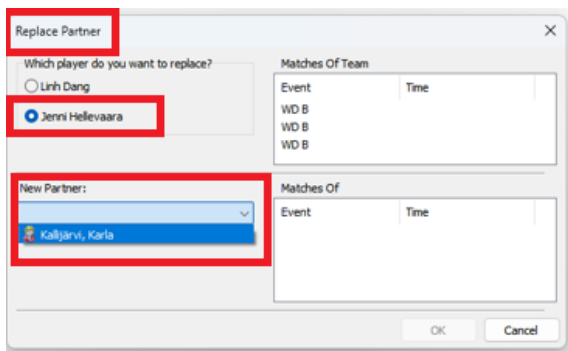 Replace Partner
Which player do you want to replace?
Linh Dang
Jenni Hellevaara
Matches Of Team
Event Time
WD B
WD B
WD B
New Partner:
Kallijärvi, Karla
Matches Of
Event Time
OK Cancel